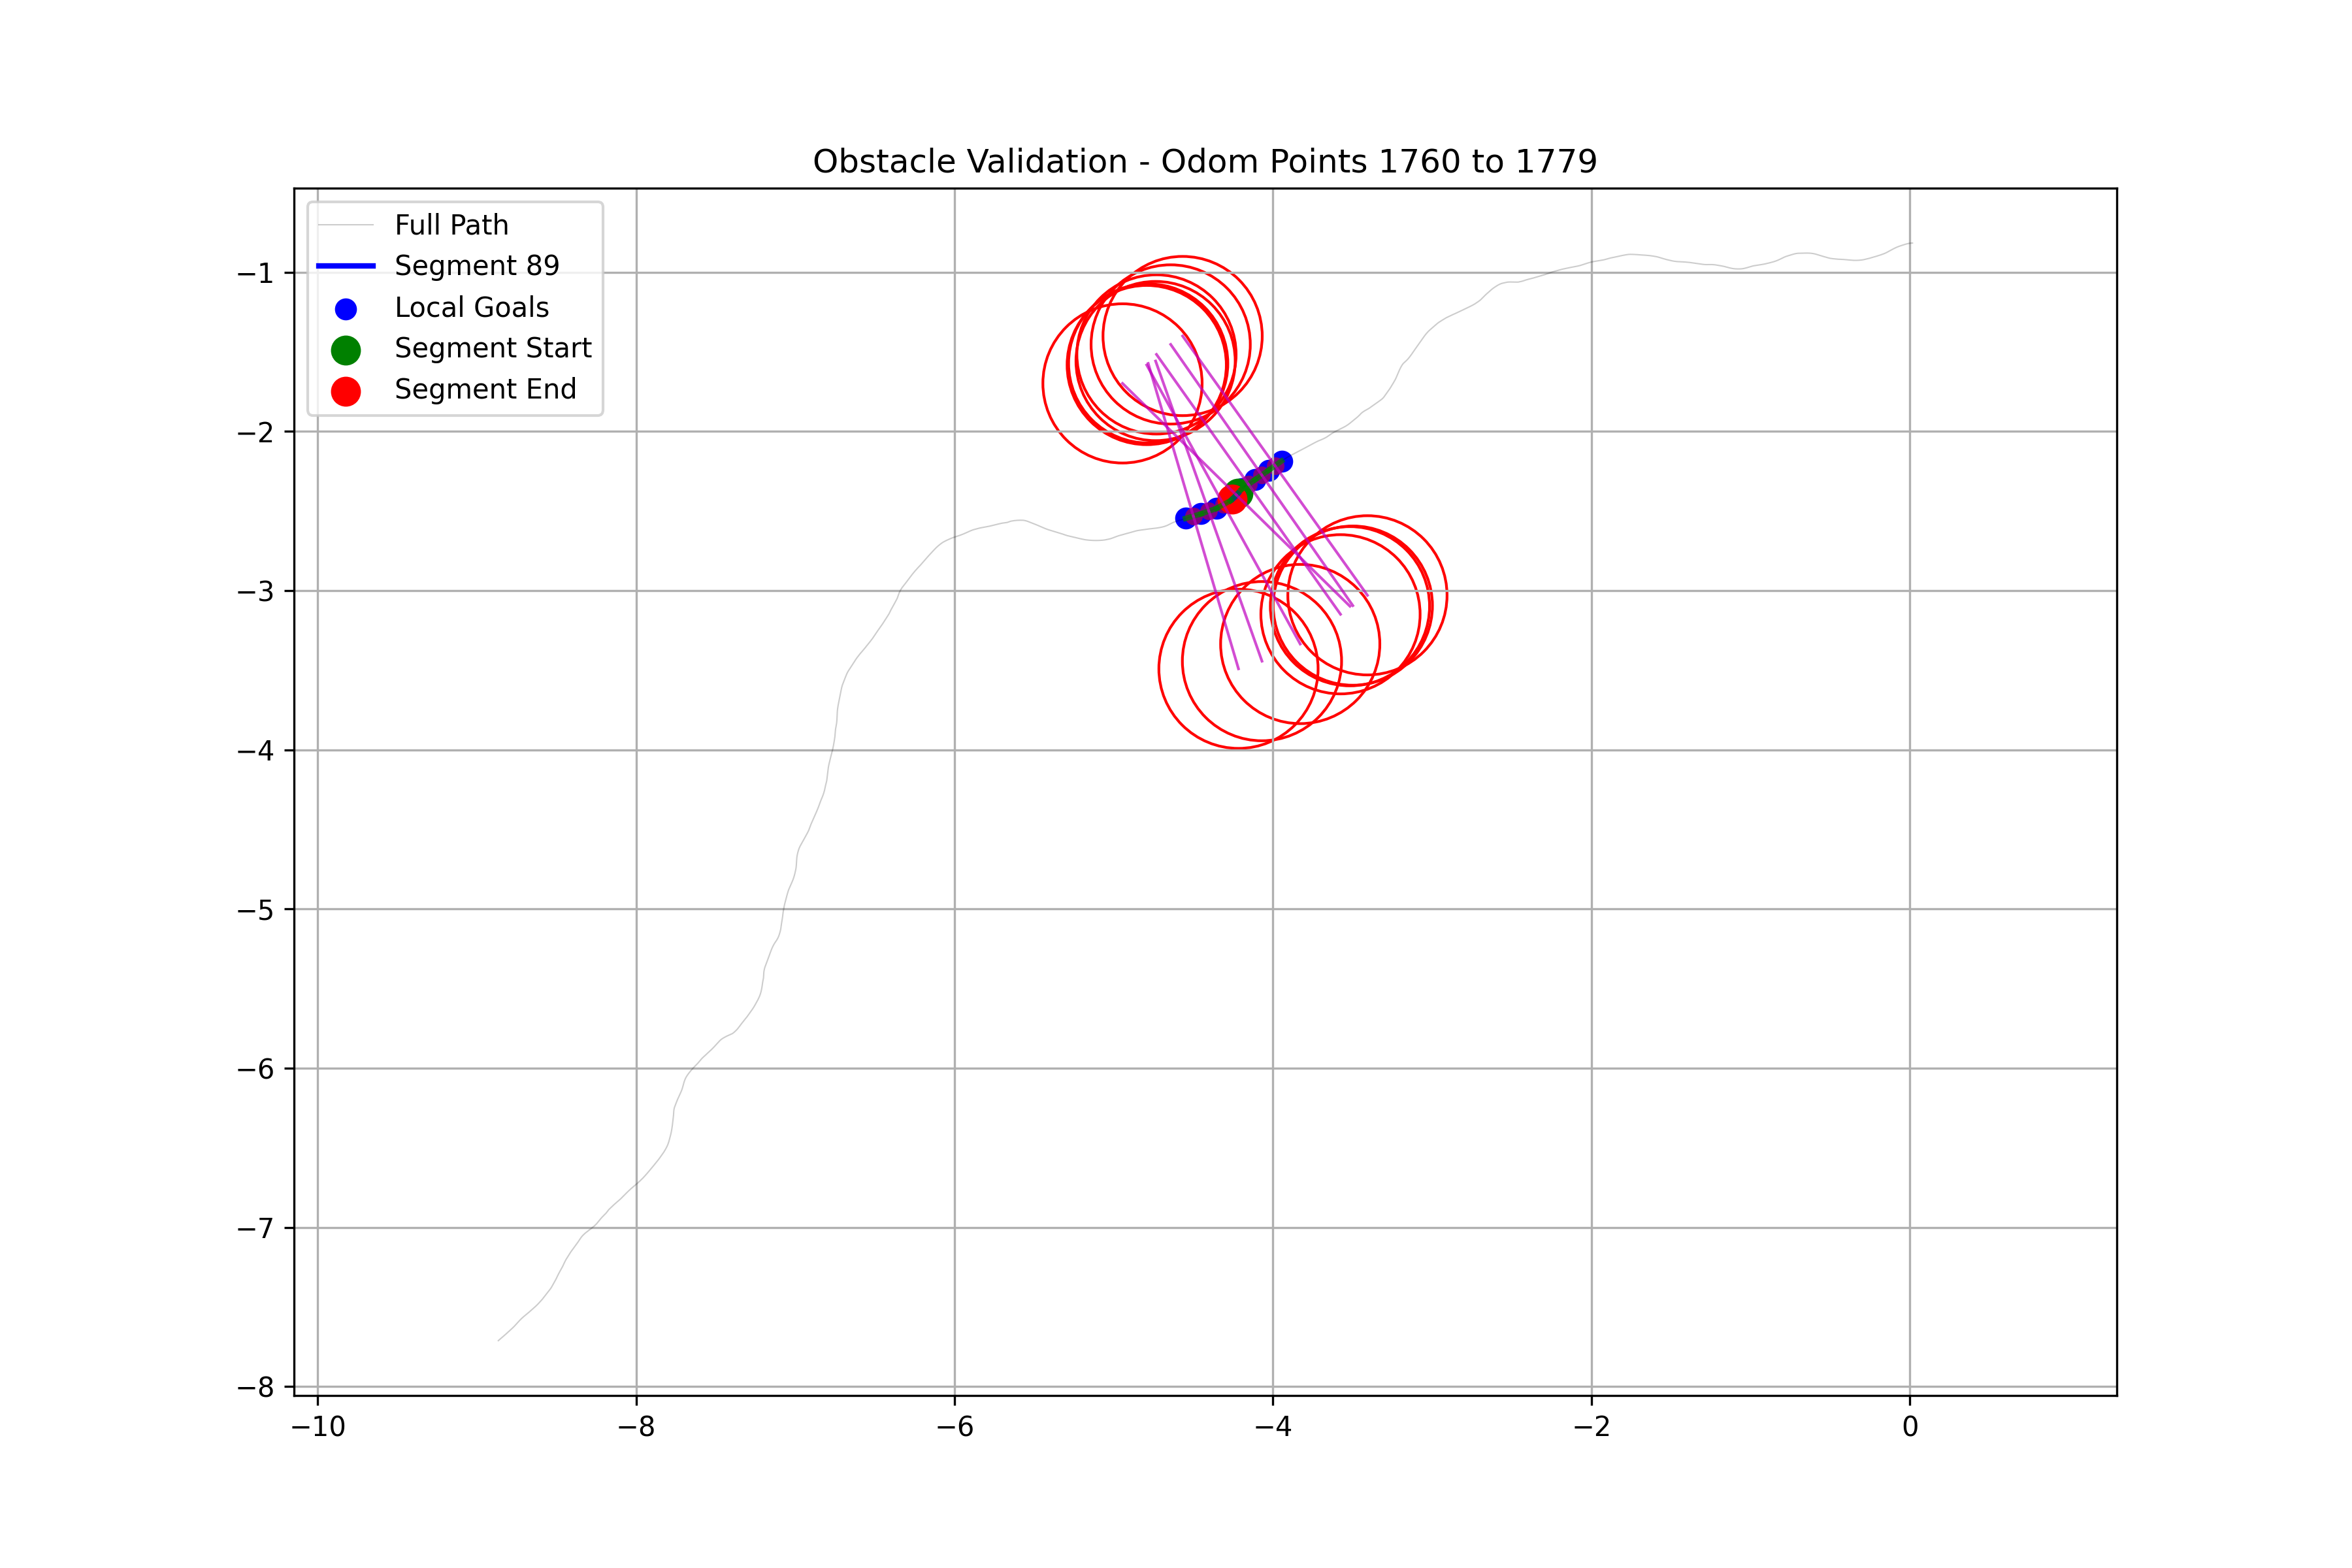 Obstacle Validation - Odom Points 1760 to 1779
Full Path
Segment 89
Local Goals
Segment Start
Segment End
−1
−2
−3
−4
−5
−6
−7
−8
−10
−8
−6
−4
−2
0